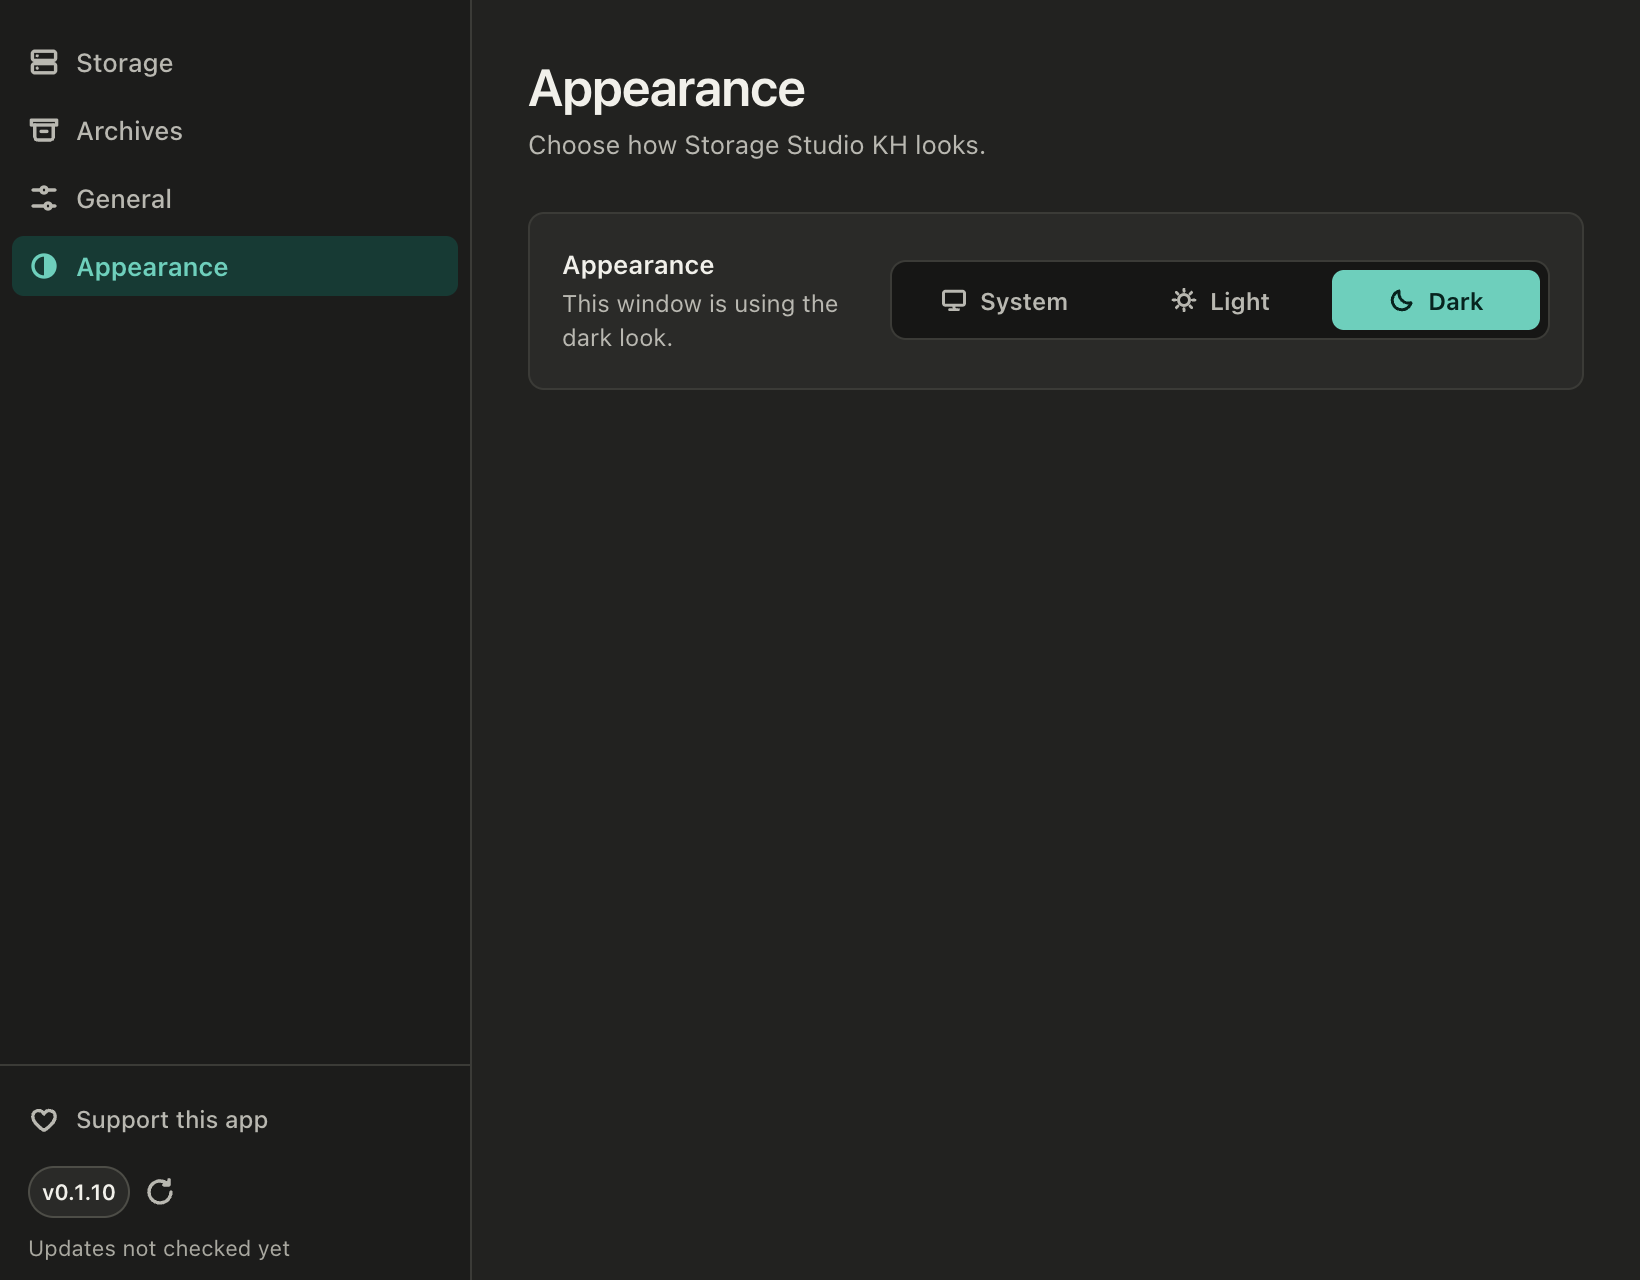 Storage
Archives
General
Appearance
Support this app
v0.1.10
Updates not checked yet
Appearance
Choose how Storage Studio KH looks.
Appearance
This window is using the
dark look.
System
Light
Dark